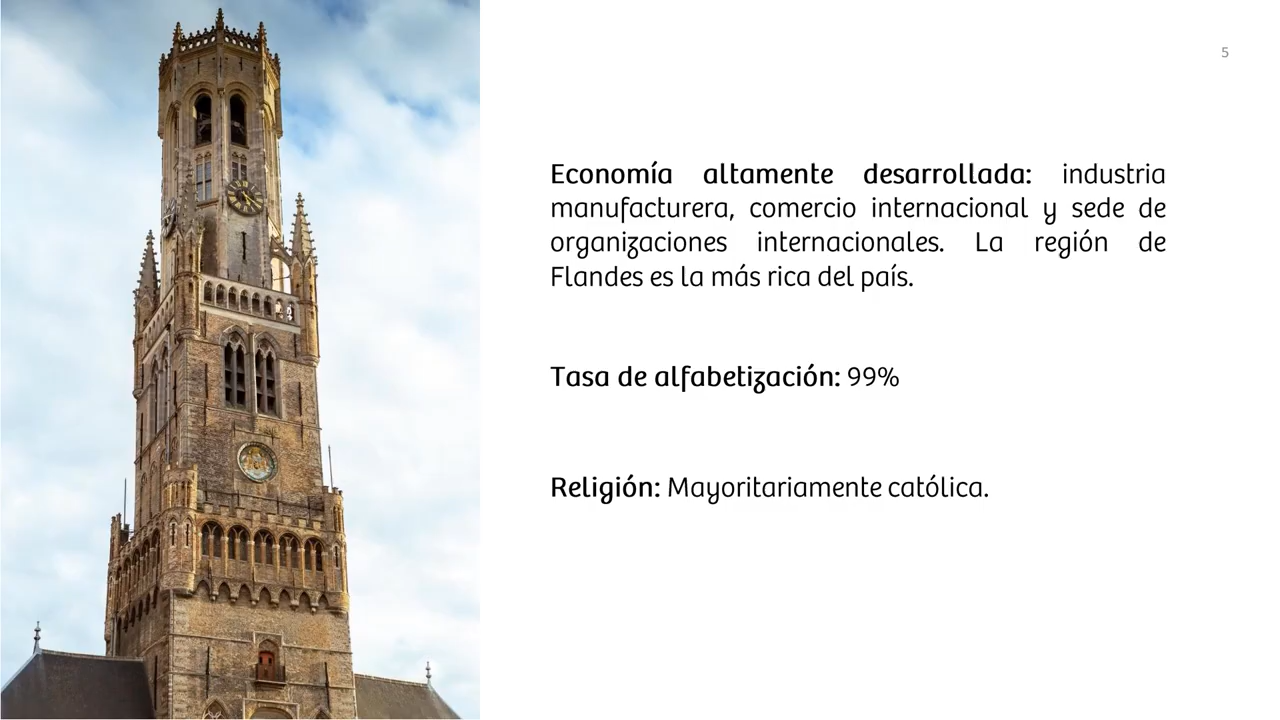 5
Economía altamente desarrollada: industria
manufacturera, comercio internacional y sede de
organizaciones internacionales. La región de
Flandes es la más rica del país.
Tasa de alfabetización: 99%
Religión: Mayoritariamente católica.